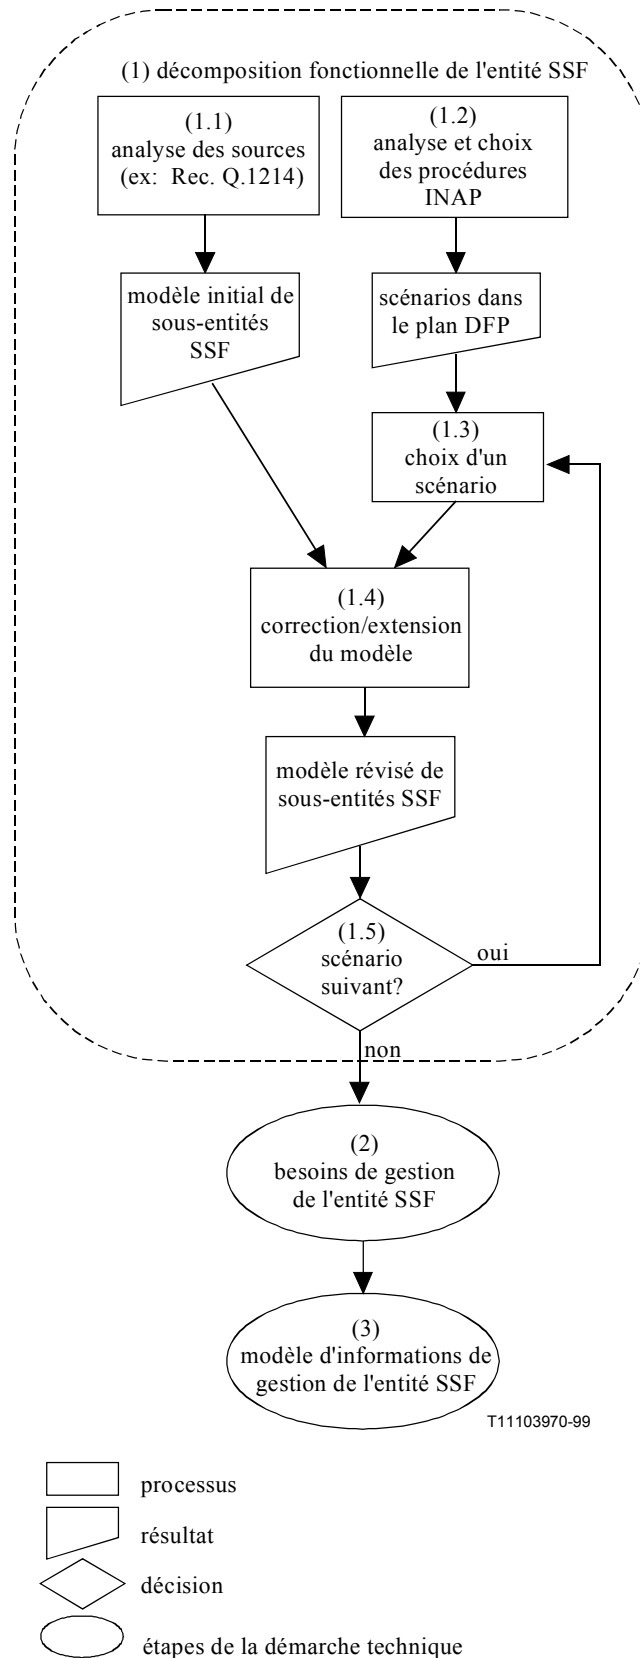 (1) décomposition fonctionnelle de l'entité SSF
(1.1)
analyse des sources
(ex: Rec. Q.1214)
(1.2)
analyse et choix
des procédures
INAP
modèle initial de
sous-entités
SSF
scénarios dans
le plan DFP
(1.3)
choix d'un
scénario
(1.4)
correction/extension
du modèle
modèle révisé de
sous-entités SSF
(1.5)
scénario
suivant?
oui
non
(2)
besoins de gestion
de l'entité SSF
(3)
modèle d'informations de
gestion de l'entité SSF
T11103970-99
processus
résultat
décision
étapes de la démarche technique